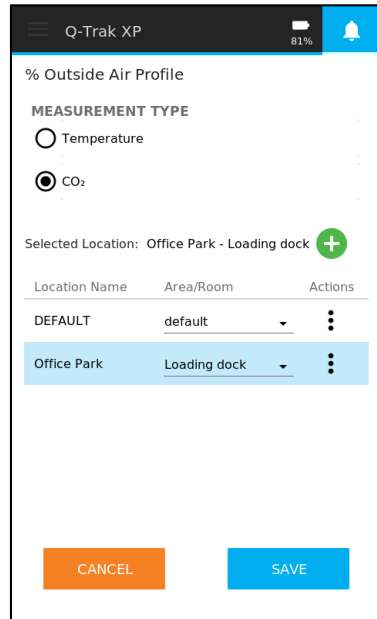 Q-Trak XP
81%
% Outside Air Profile
MEASUREMENT TYPE
Temperature
CO₂
Selected Location: Office Park - Loading dock
Location Name Area/Room Actions
DEFAULT default
Office Park Loading dock
CANCEL SAVE